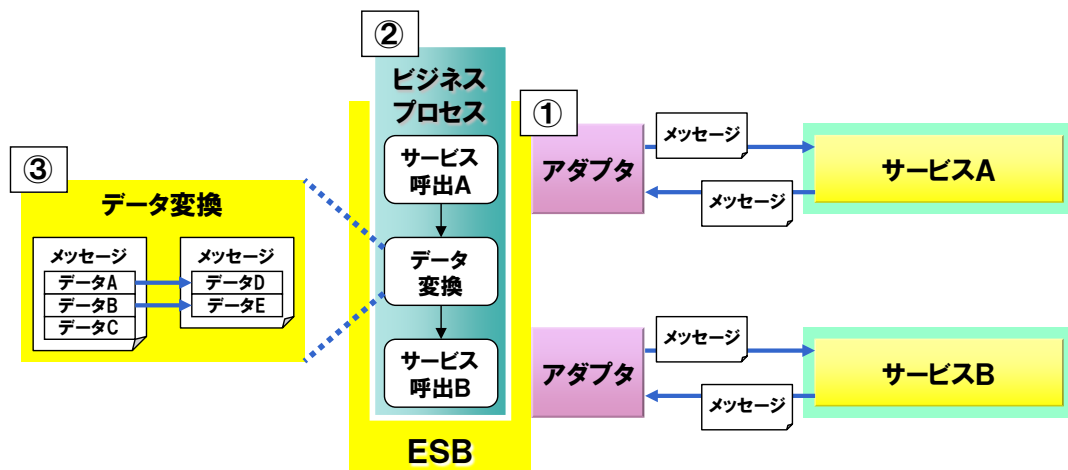 ②
ビジネス
プロセス
①
③
データ変換
メッセージ
データA
データB
データC
メッセージ
データD
データE
サービス
呼出A
データ
変換
サービス
呼出B
ESB
アダプタ
メッセージ
メッセージ
サービスA
アダプタ
メッセージ
メッセージ
サービスB